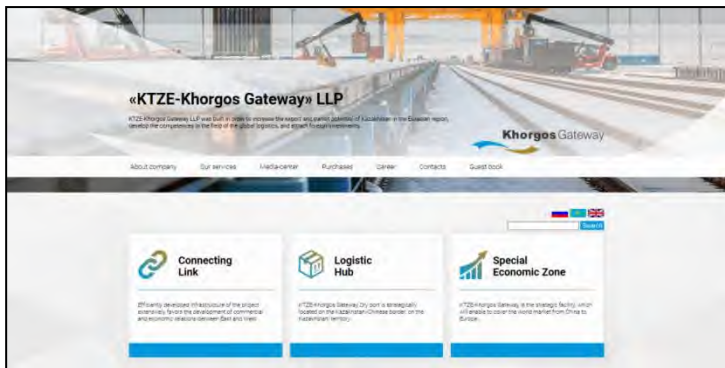 «KTZE-Khorgos Gateway» LLP
KTZE-Khorgos Gateway LLP was built in order to increase the export and transit potential of Kazakhstan in the Eurasian region,
develop the competences in the field of the global logistics, and attract foreign investments.
Khorgos Gateway
About company Our services Media-center Purchases Career Contacts Guest book
Search
Connecting
Link
Efficiently developed infrastructure of the project
extensively favors the development of commercial
and economic relations between East and West
Logistic
Hub
KTZE-Khorgos Gateway Dry port is strategically
located on the Kazakhstan-Chinese border, on the
Kazakhstan territory.
Special
Economic Zone
KTZE-Khorgos Gateway is the strategic facility, which
will enable to cover the world market from China to
Europe.